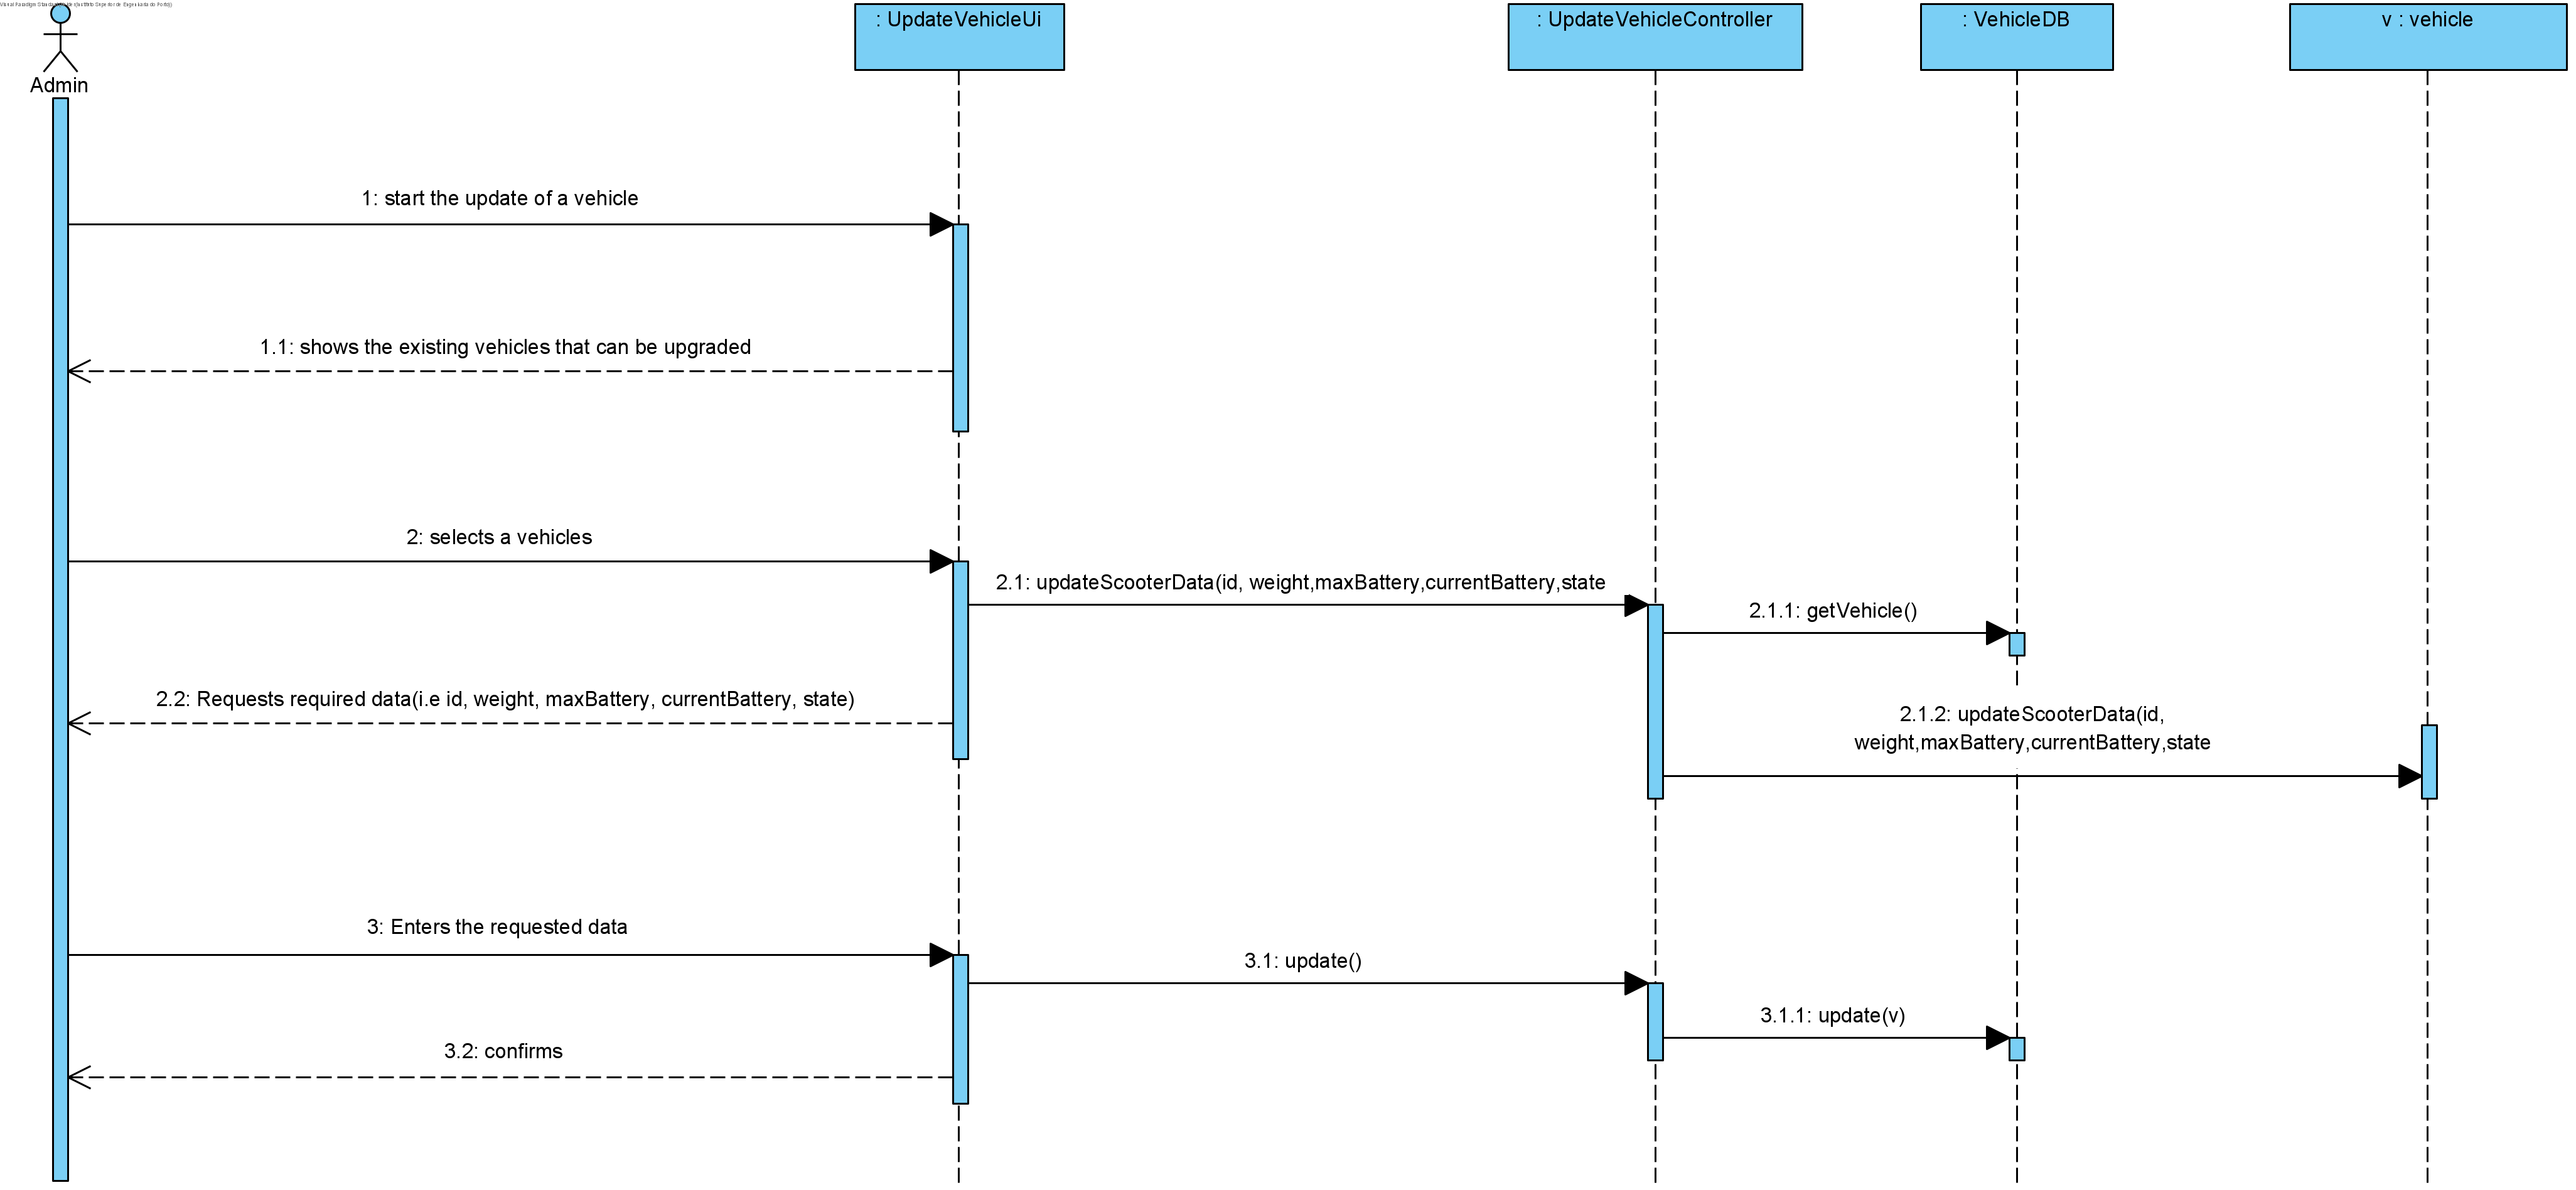 : UpdateVehicleUi
: UpdateVehicleController
: VehicleDB
v : vehicle
Admin
1: start the update of a vehicle
1.1: shows the existing vehicles that can be upgraded
2: selects a vehicles
2.1: updateScooterData(id, weight,maxBattery,currentBattery,state
2.1.1: getVehicle()
2.2: Requests required data(i.e id, weight, maxBattery, currentBattery, state)
2.1.2: updateScooterData(id,
weight,maxBattery,currentBattery,state
3: Enters the requested data
3.1: update()
3.1.1: update(v)
3.2: confirms